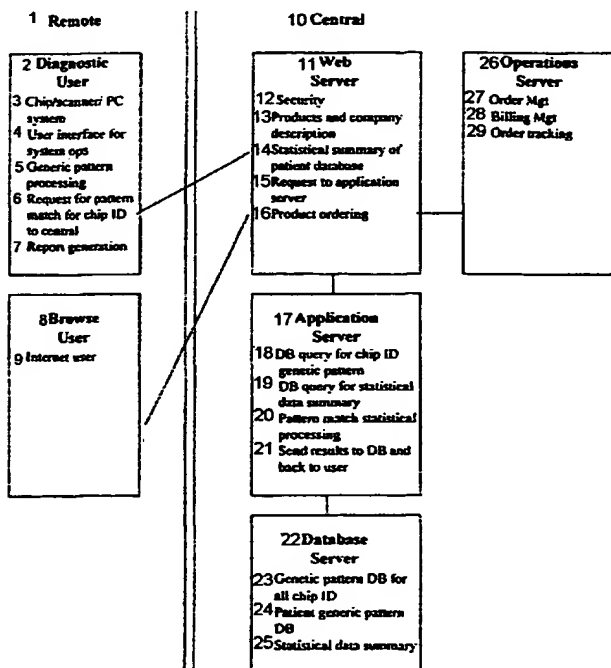 1 Remote
10 Central
2 Diagnostic
User
3 Chip/scanner/ PC
system
4 User interface for
system ops
5 Generic pattern
processing
6 Request for pattern
match for chip ID
to central
7 Report generation
8 Browse
User
9 Internet user
11 Web
Server
12 Security
13 Products and company
description
14 Statistical summary of
patient database
15 Request to application
server
16 Product ordering
26 Operations
Server
27 Order Mgt
28 Billing Mgt
29 Order tracking
17 Application
Server
18 DB query for chip ID
genetic pattern
19 DB query for statistical
data summary
20 Pattern match statistical
processing
21 Send results to DB and
back to user
22 Database
Server
23 Genetic pattern DB for
all chip ID
24 Patient generic pattern
DB
25 Statistical data summary